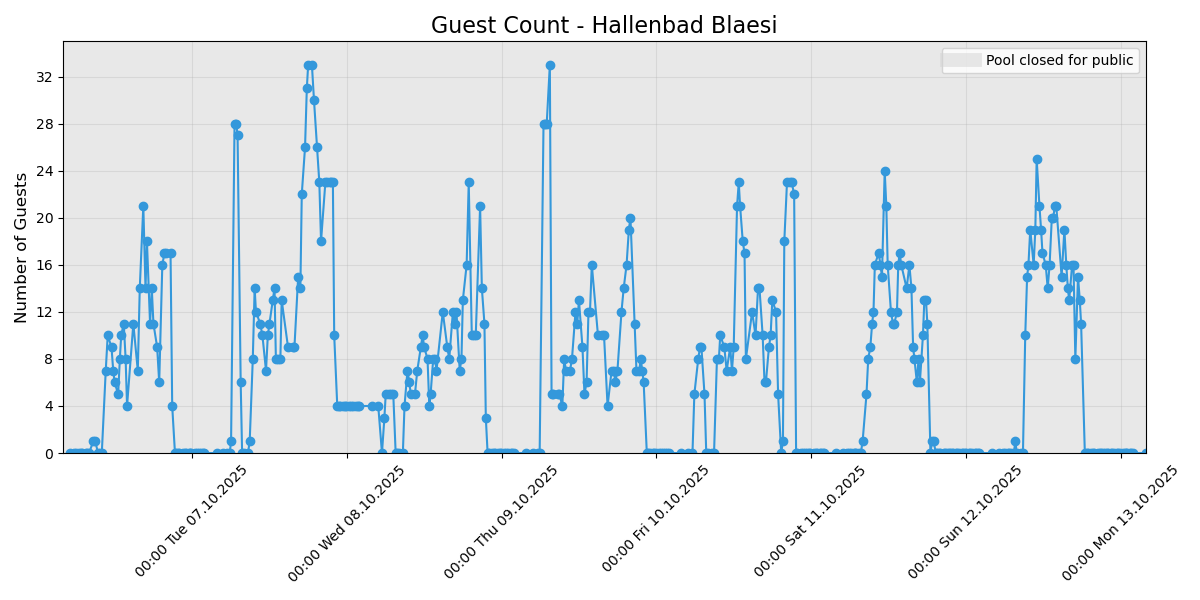 Guest Count - Hallenbad Blaesi
Pool closed for public
Number of Guests
32
28
24
20
16
12
8
4
0
00:00 Tue 07.10.2025
00:00 Wed 08.10.2025
00:00 Thu 09.10.2025
00:00 Fri 10.10.2025
00:00 Sat 11.10.2025
00:00 Sun 12.10.2025
00:00 Mon 13.10.2025